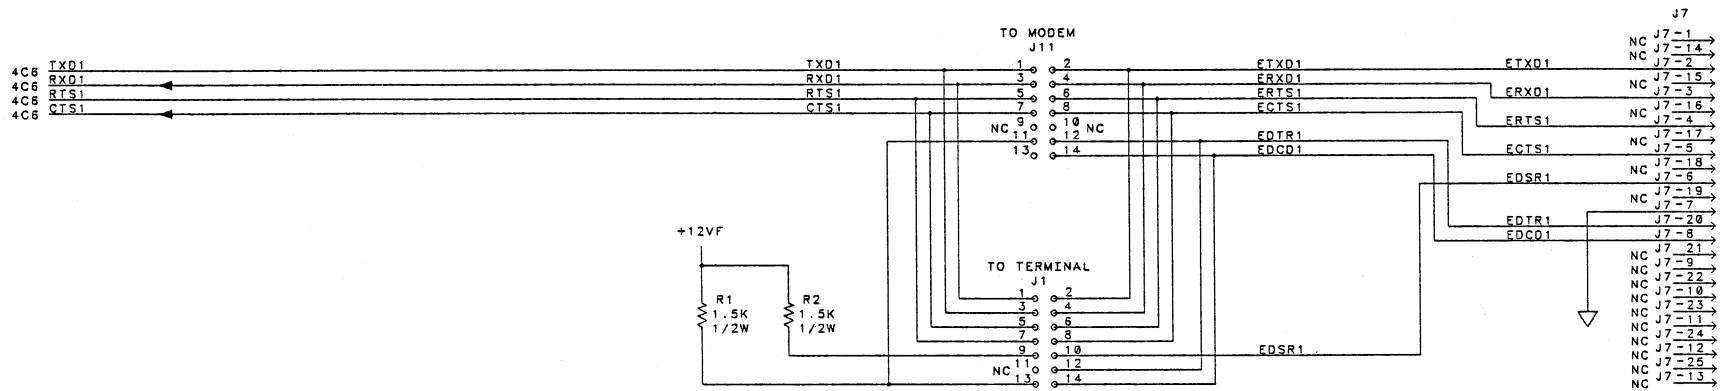 J7
TO MODEM
J11
4C6 TXD1 TXD1 1 2 ETXD1 ETXD1
4C6 RXD1 RXD1 3 4 ERXD1 ERXD1
4C6 RTS1 RTS1 5 6 ERTS1 ERTS1
4C6 CTS1 CTS1 7 8 ECTS1 ECTS1
NC 9 10 NC
11 12 EDTR1
13 14 EDCD1
EDSR1
EDTR1
EDCD1
NC J7-1
NC J7-14
J7-2
NC J7-15
J7-3
NC J7-16
J7-4
NC J7-17
J7-5
NC J7-18
J7-6
NC J7-19
J7-7
J7-20
J7-8
NC J7 21
NC J7-9
NC J7-22
NC J7-10
NC J7-23
NC J7-11
NC J7-24
NC J7-12
NC J7-25
NC J7-13
+12VF
R1
1.5K
1/2W
R2
1.5K
1/2W
TO TERMINAL
J1
1 2
3 4
5 6
7 8
9 10 EDSR1
NC 11 12
13 14